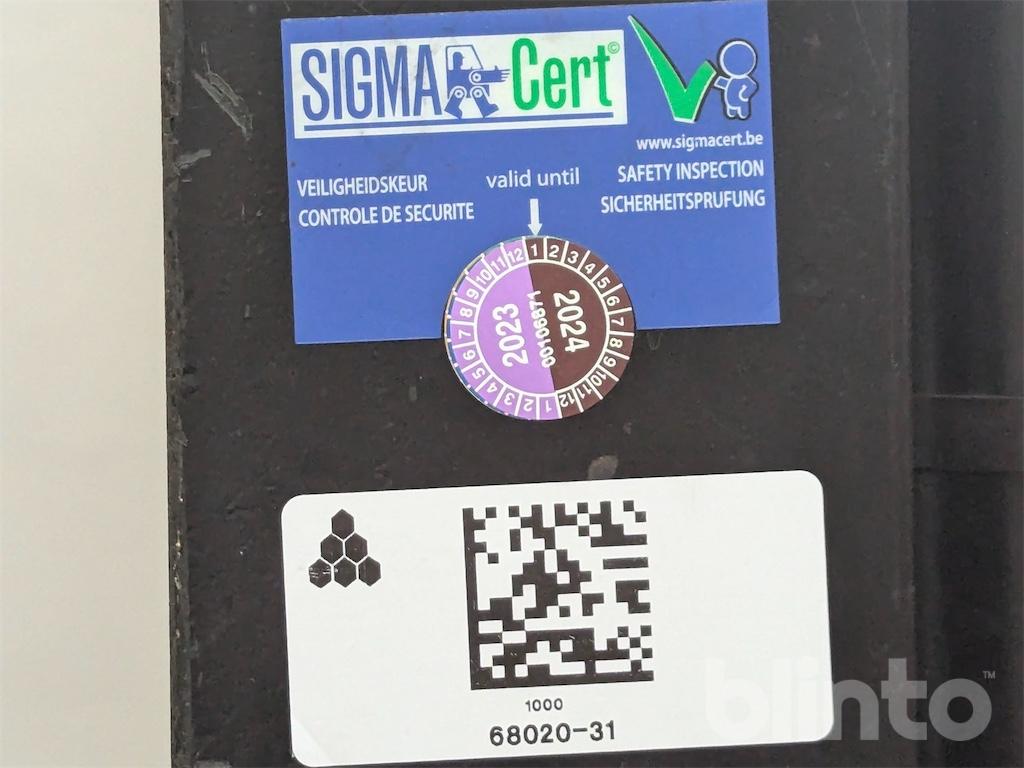 SIGMA Cert©
www.sigmacert.be
VEILIGHEIDSKEUR
CONTROLE DE SECURITE
valid until
SAFETY INSPECTION
SICHERHEITSPRUFUNG
1 2 3 4 5 6 7 8 9 10 11 12
2024
00106671
2023
1 2 3 4 5 6 7 8 9 10 11 12
1000
68020-31
blinto™